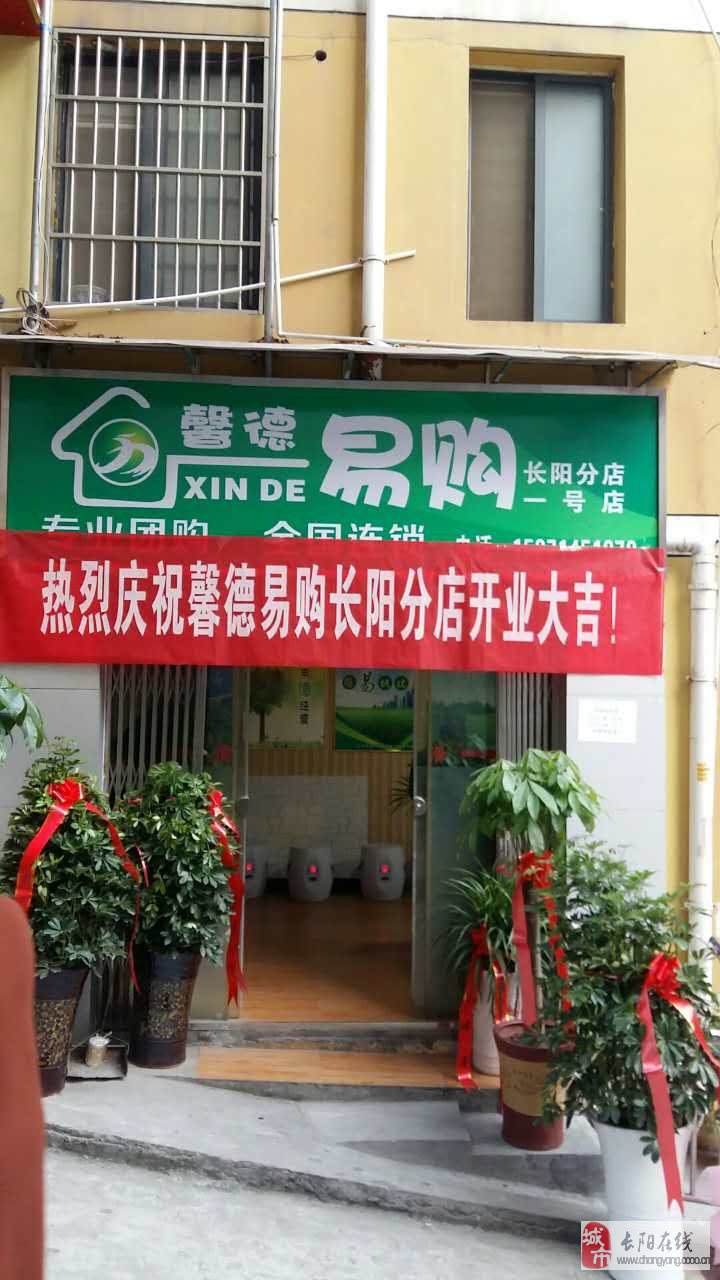 馨德
XIN DE
易购
长阳分店
一号店
专业团购 全国连锁
热烈庆祝馨德易购长阳分店开业大吉！
城市
长阳在线